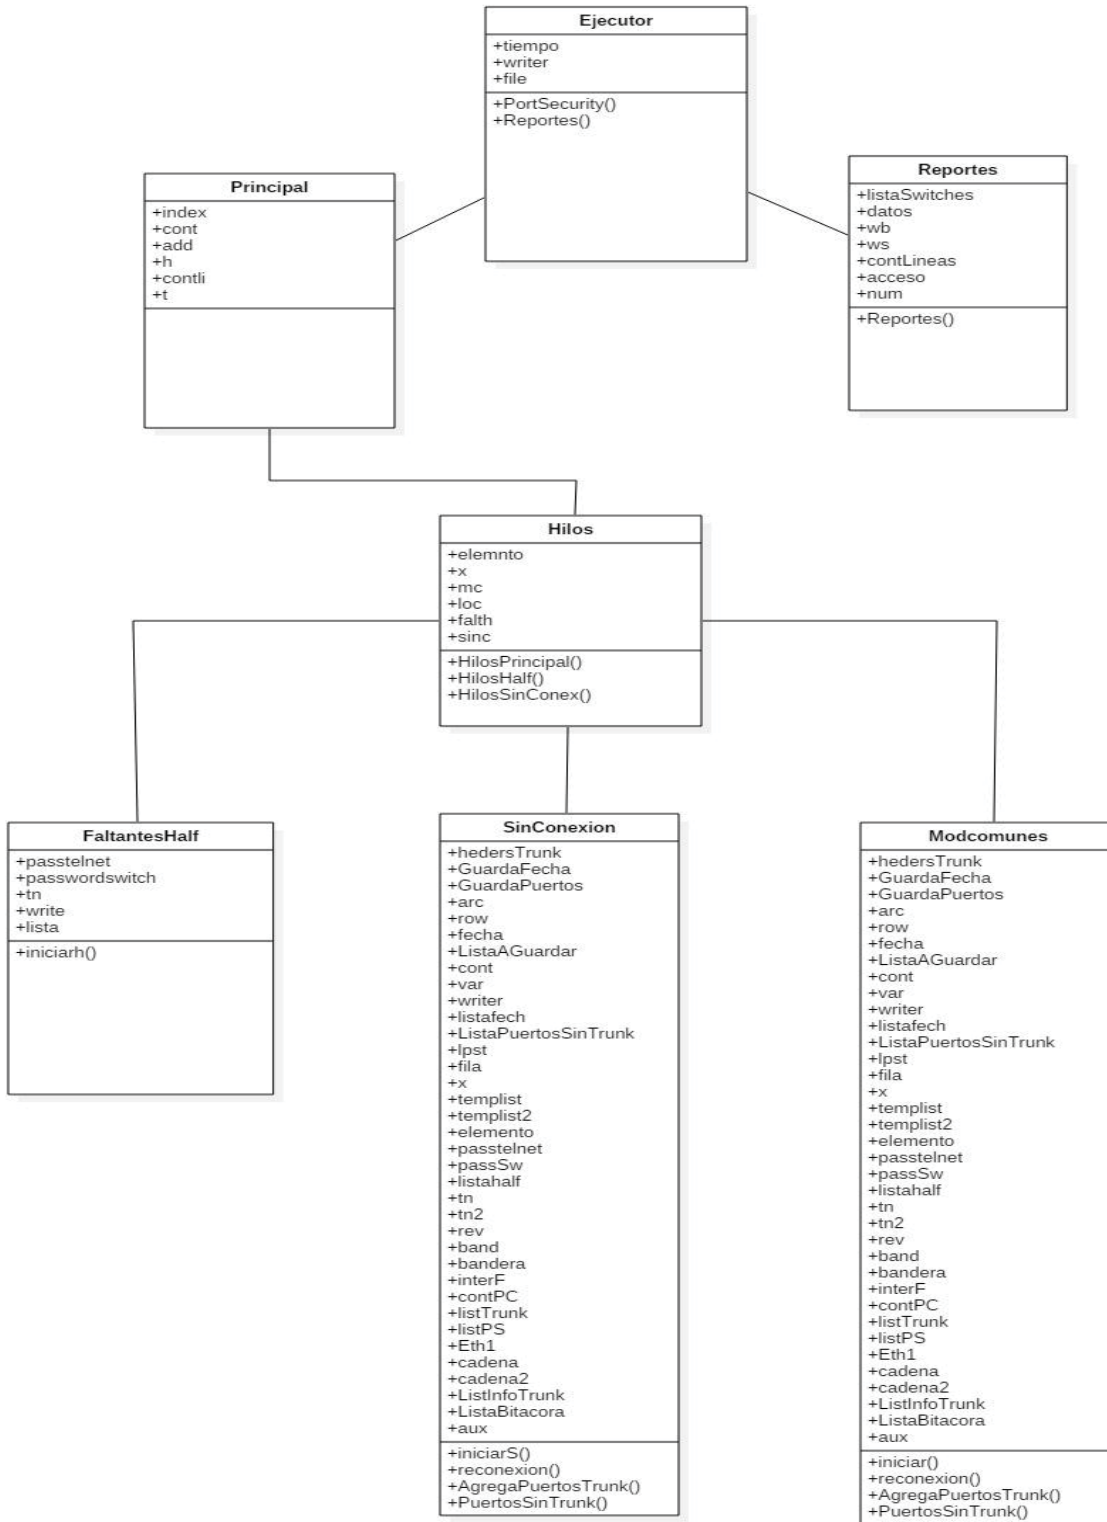 Ejecutor
+tiempo
+writer
+file
+PortSecurity()
+Reportes()
Principal
+index
+cont
+add
+h
+contli
+t
Reportes
+listaSwitches
+datos
+wb
+ws
+contLineas
+acceso
+num
+Reportes()
Hilos
+elemnto
+x
+mc
+loc
+falth
+sinc
+HilosPrincipal()
+HilosHalf()
+HilosSinConex()
FaltantesHalf
+passtelnet
+passwordswitch
+tn
+write
+lista
+iniciarh()
SinConexion
+hedersTrunk
+GuardaFecha
+GuardaPuertos
+arc
+row
+fecha
+ListaAGuardar
+cont
+var
+writer
+listafech
+ListaPuertosSinTrunk
+lpst
+fila
+x
+templist
+templist2
+elemento
+passtelnet
+passSw
+listahalf
+tn
+tn2
+rev
+band
+bandera
+interF
+contPC
+listTrunk
+listPS
+Eth1
+cadena
+cadena2
+ListInfoTrunk
+ListaBitacora
+aux
+iniciarS()
+reconexion()
+AgregaPuertosTrunk()
+PuertosSinTrunk()
Modcomunes
+hedersTrunk
+GuardaFecha
+GuardaPuertos
+arc
+row
+fecha
+ListaAGuardar
+cont
+var
+writer
+listafech
+ListaPuertosSinTrunk
+lpst
+fila
+x
+templist
+templist2
+elemento
+passtelnet
+passSw
+listahalf
+tn
+tn2
+rev
+band
+bandera
+interF
+contPC
+listTrunk
+listPS
+Eth1
+cadena
+cadena2
+ListInfoTrunk
+ListaBitacora
+aux
+iniciar()
+reconexion()
+AgregaPuertosTrunk()
+PuertosSinTrunk()